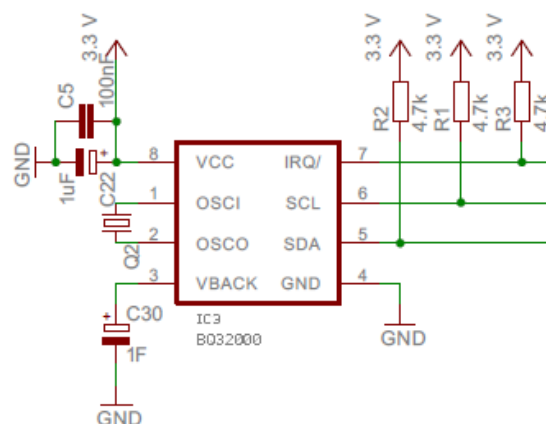 3.3 V
3.3 V
3.3 V
3.3 V
C5
100nF
GND
1uF
+
C22
R2
4.7k
R1
4.7k
R3
4.7k
8
VCC
IRQ/
7
1
OSCI
SCL
6
2
OSCO
SDA
5
3
VBACK
GND
4
Q2
+
C30
1F
GND
IC3
BQ32000
GND